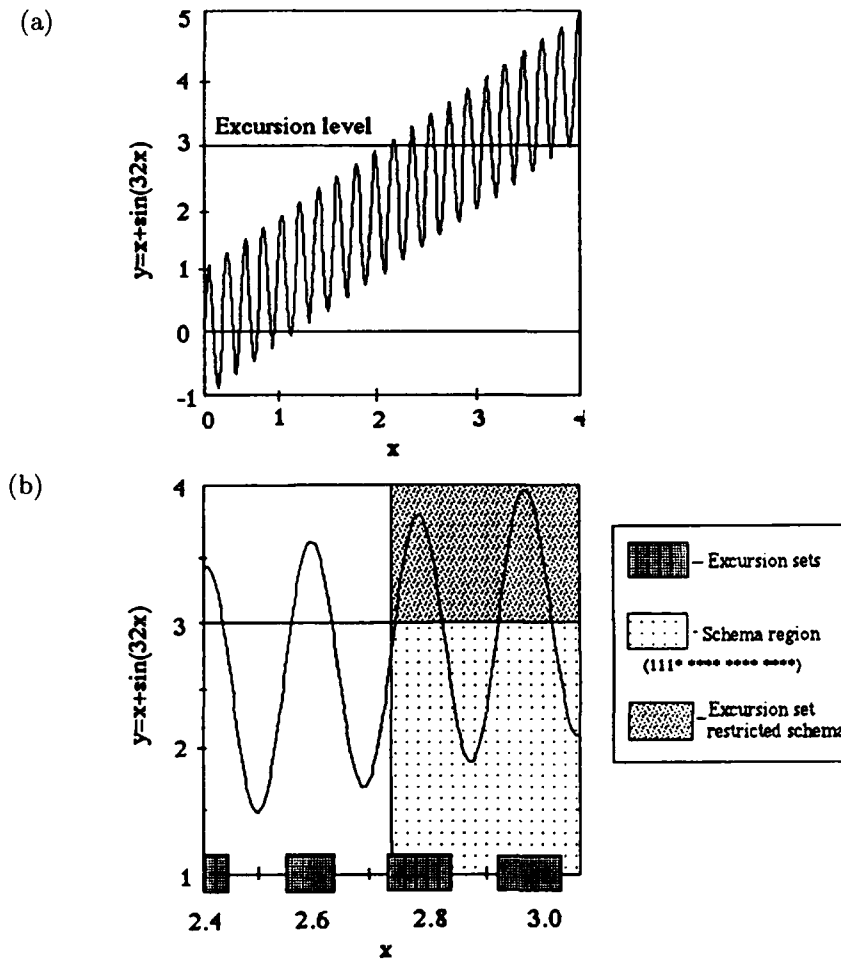 (a)
5
4
3
2
1
0
-1
Excursion level
y=x+sin(32x)
0
1
2
3
4
x
(b)
4
3
2
1
y=x+sin(32x)
2.4
2.6
2.8
3.0
x
– Excursion sets
- Schema region
(111* **** **** ****)
– Excursion set
restricted schema